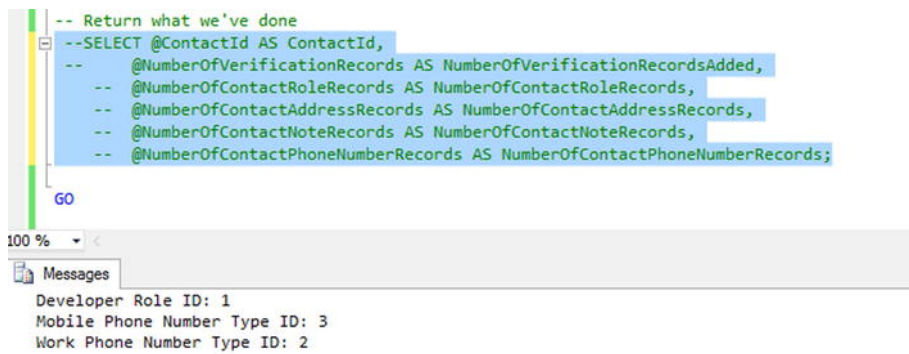 -- Return what we've done
--SELECT @ContactId AS ContactId,
-- @NumberOfVerificationRecords AS NumberOfVerificationRecordsAdded,
-- @NumberOfContactRoleRecords AS NumberOfContactRoleRecords,
-- @NumberOfContactAddressRecords AS NumberOfContactAddressRecords,
-- @NumberOfContactNoteRecords AS NumberOfContactNoteRecords,
-- @NumberOfContactPhoneNumberRecords AS NumberOfContactPhoneNumberRecords;
GO
100 %
Messages
Developer Role ID: 1
Mobile Phone Number Type ID: 3
Work Phone Number Type ID: 2